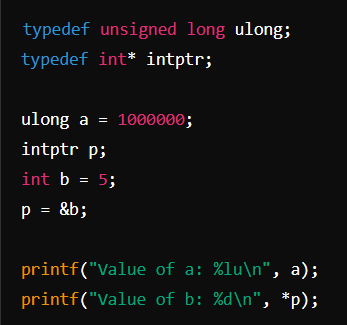 typedef unsigned long ulong;
typedef int* intptr;
ulong a = 1000000;
intptr p;
int b = 5;
p = &b;
printf("Value of a: %lu\n", a);
printf("Value of b: %d\n", *p);